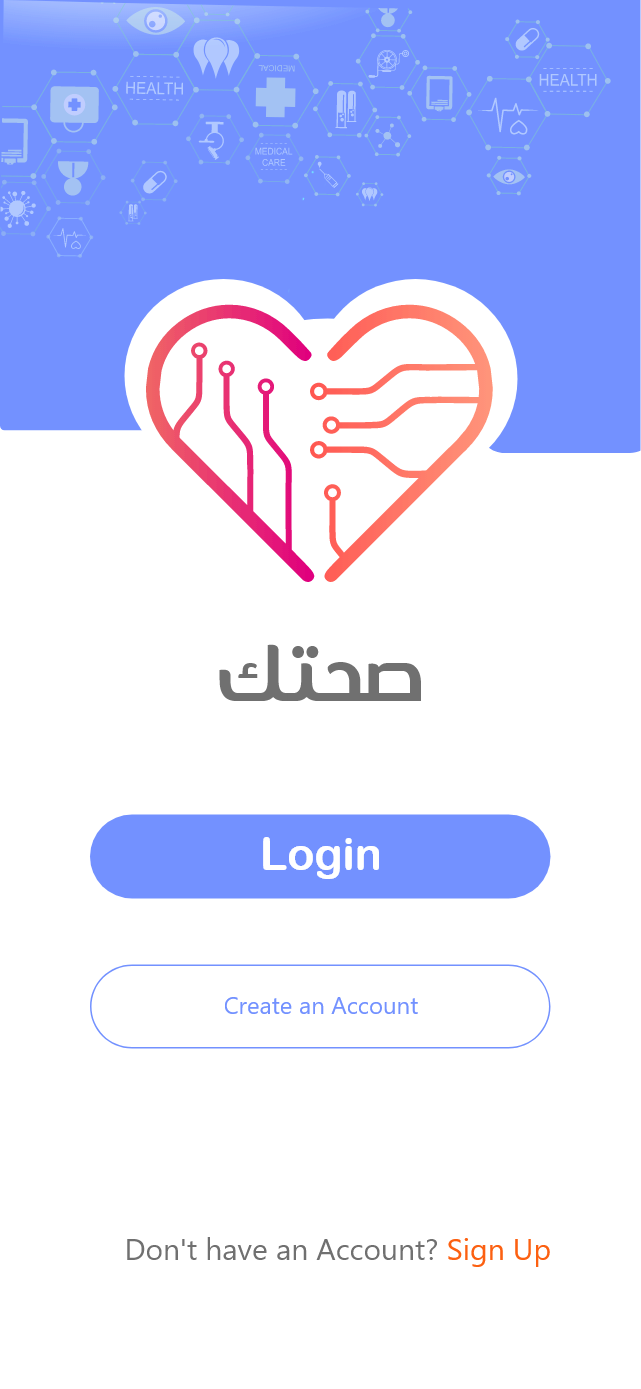 HEALTH
MEDICAL
HEALTH
MEDICAL
CARE
صحتك
Login
Create an Account
Don't have an Account? Sign Up